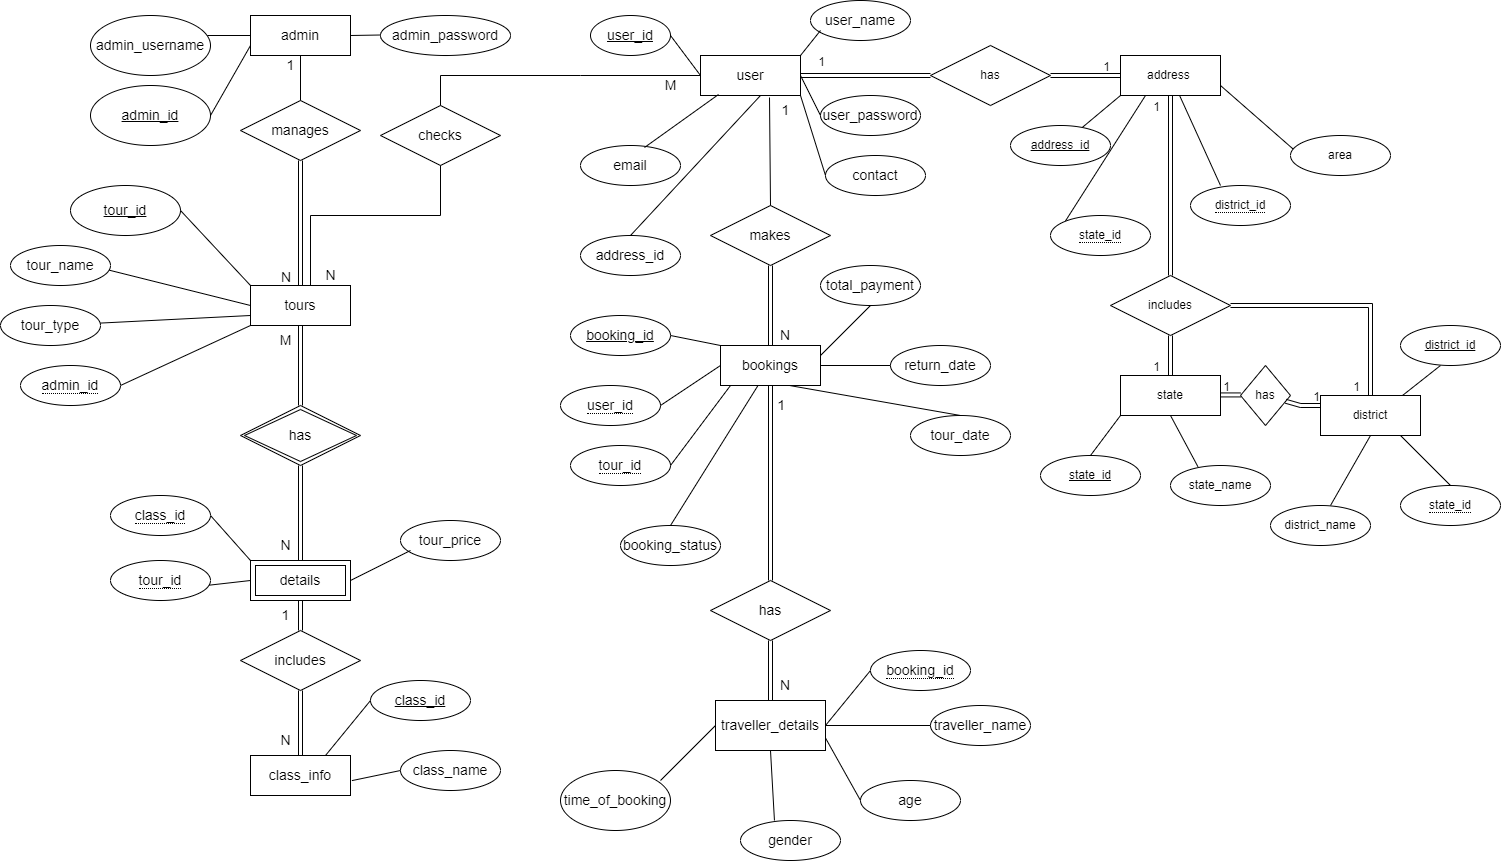 admin
admin_username
admin_password
admin_id
1
manages
checks
user_id
user_name
user
M
1
has
1
address
user_password
1
1
email
contact
address_id
area
address_id
state_id
district_id
tour_id
tour_name
tour_type
admin_id
N
N
tours
M
makes
total_payment
includes
booking_id
N
bookings
return_date
user_id
1
tour_date
tour_id
booking_status
1
state
1
has
1
1
district
district_id
state_id
state_name
district_name
state_id
has
class_id
N
tour_price
tour_id
details
1
includes
class_id
N
class_info
class_name
has
N
booking_id
traveller_details
traveller_name
time_of_booking
age
gender